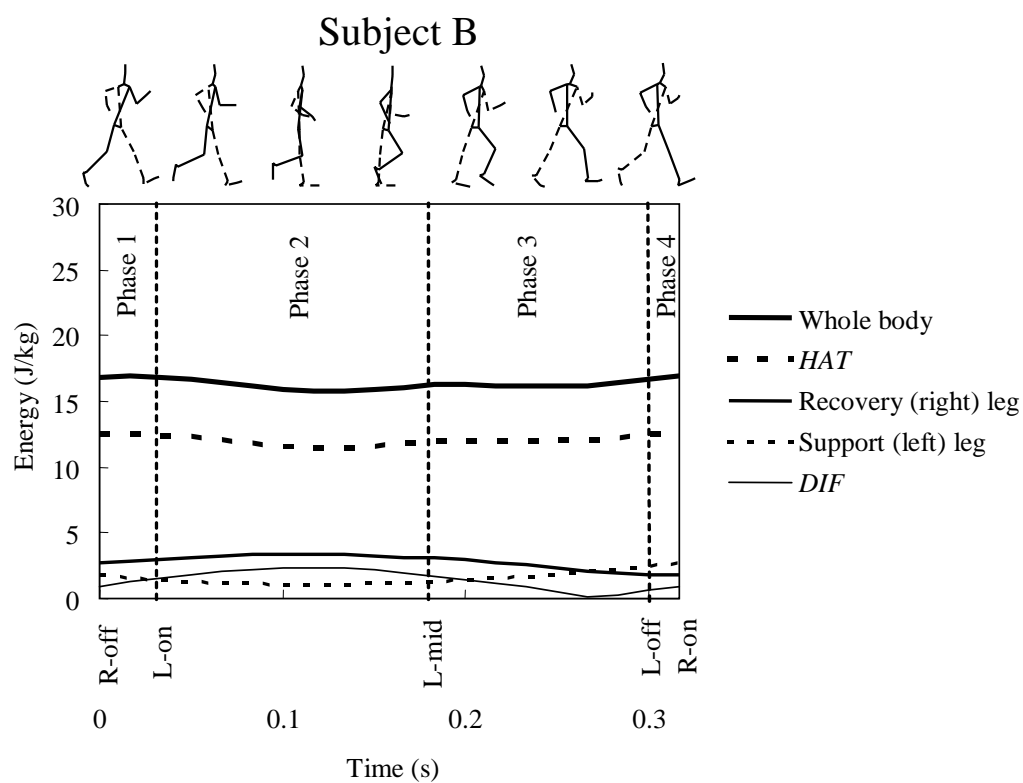 Subject B
30
25
20
15
10
5
0
Energy (J/kg)
Phase 1
Phase 2
Phase 3
Phase 4
Whole body
HAT
Recovery (right) leg
Support (left) leg
DIF
R-off
L-on
L-mid
L-off
R-on
0
0.1
0.2
0.3
Time (s)